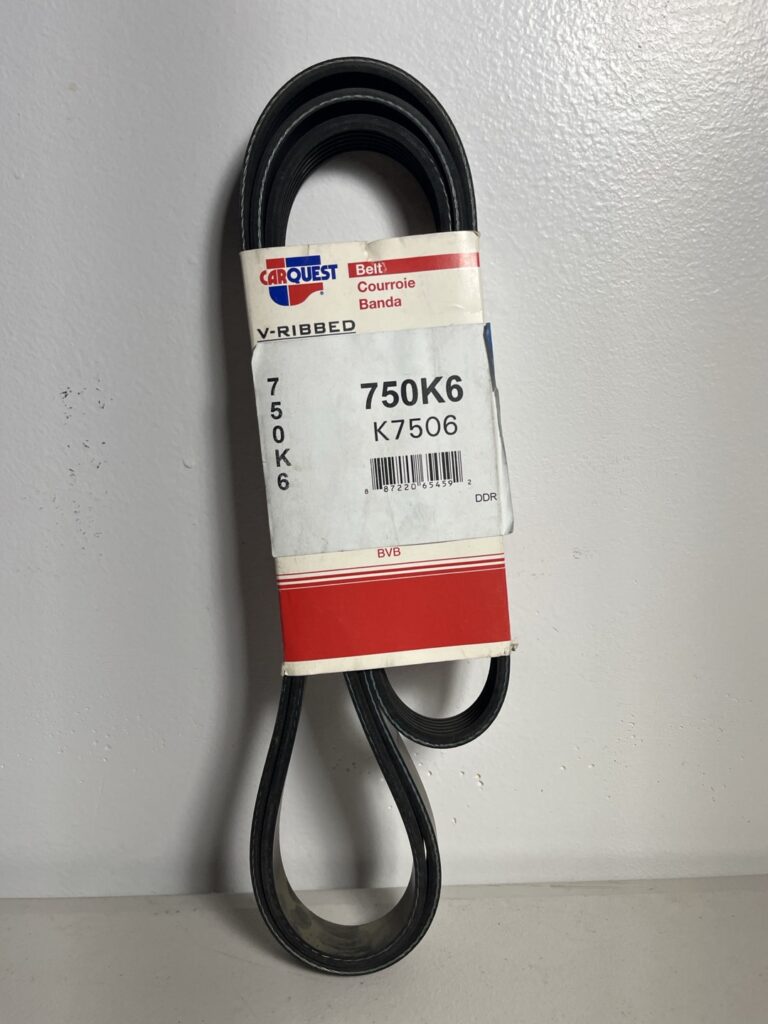 CARQUEST
Belt
Courroie
Banda
V-RIBBED
7
5
0
K
6
750K6
K7506
8 87220 65459 2
DDR
BVB